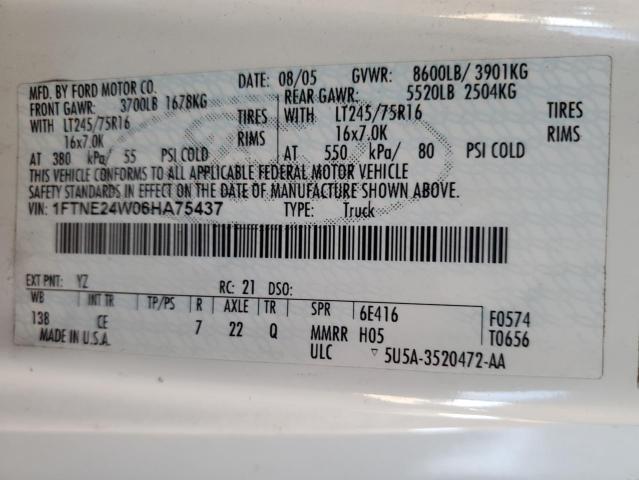 MFD. BY FORD MOTOR CO. DATE: 08/05 GVWR: 8600LB/ 3901KG
FRONT GAWR: 3700LB 1678KG REAR GAWR: 5520LB 2504KG
WITH LT245/75R16 TIRES WITH LT245/75R16 TIRES
16x7.0K RIMS 16x7.0K RIMS
AT 380 kPa/ 55 PSI COLD AT 550 kPa/ 80 PSI COLD
THIS VEHICLE CONFORMS TO ALL APPLICABLE FEDERAL MOTOR VEHICLE
SAFETY STANDARDS IN EFFECT ON THE DATE OF MANUFACTURE SHOWN ABOVE.
VIN: 1FTNE24W06HA75437 TYPE: Truck
EXT PNT: YZ RC: 21 DSO:
WB INT TR TP/PS R AXLE TR SPR 6E416 F0574
138 CE 7 22 Q MMRR H05 T0656
MADE IN U.S.A. ULC ▽ 5U5A-3520472-AA